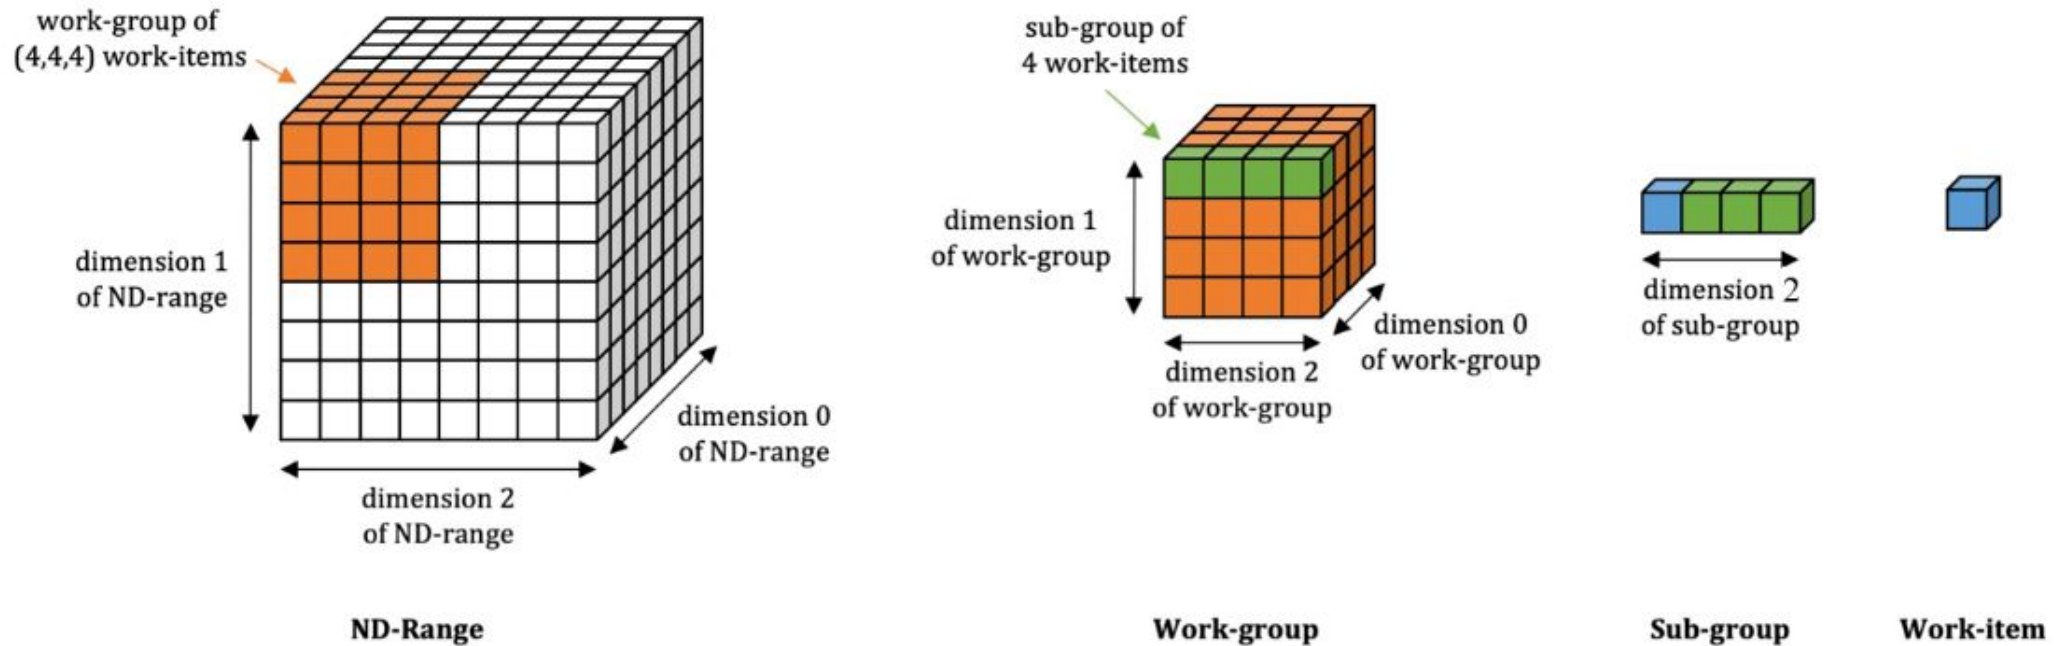 work-group of
(4,4,4) work-items
dimension 1
of ND-range
dimension 2
of ND-range
dimension 0
of ND-range
ND-Range
sub-group of
4 work-items
dimension 1
of work-group
dimension 2
of work-group
dimension 0
of work-group
Work-group
dimension 2
of sub-group
Sub-group
Work-item